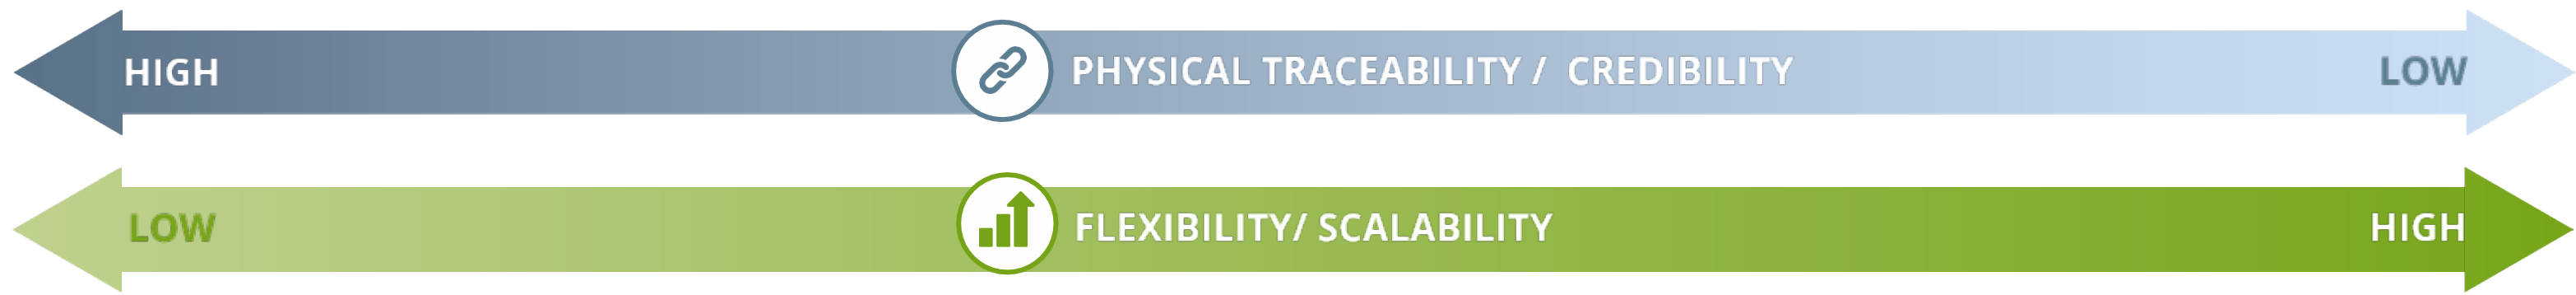 HIGH PHYSICAL TRACEABILITY / CREDIBILITY LOW
LOW FLEXIBILITY/ SCALABILITY HIGH